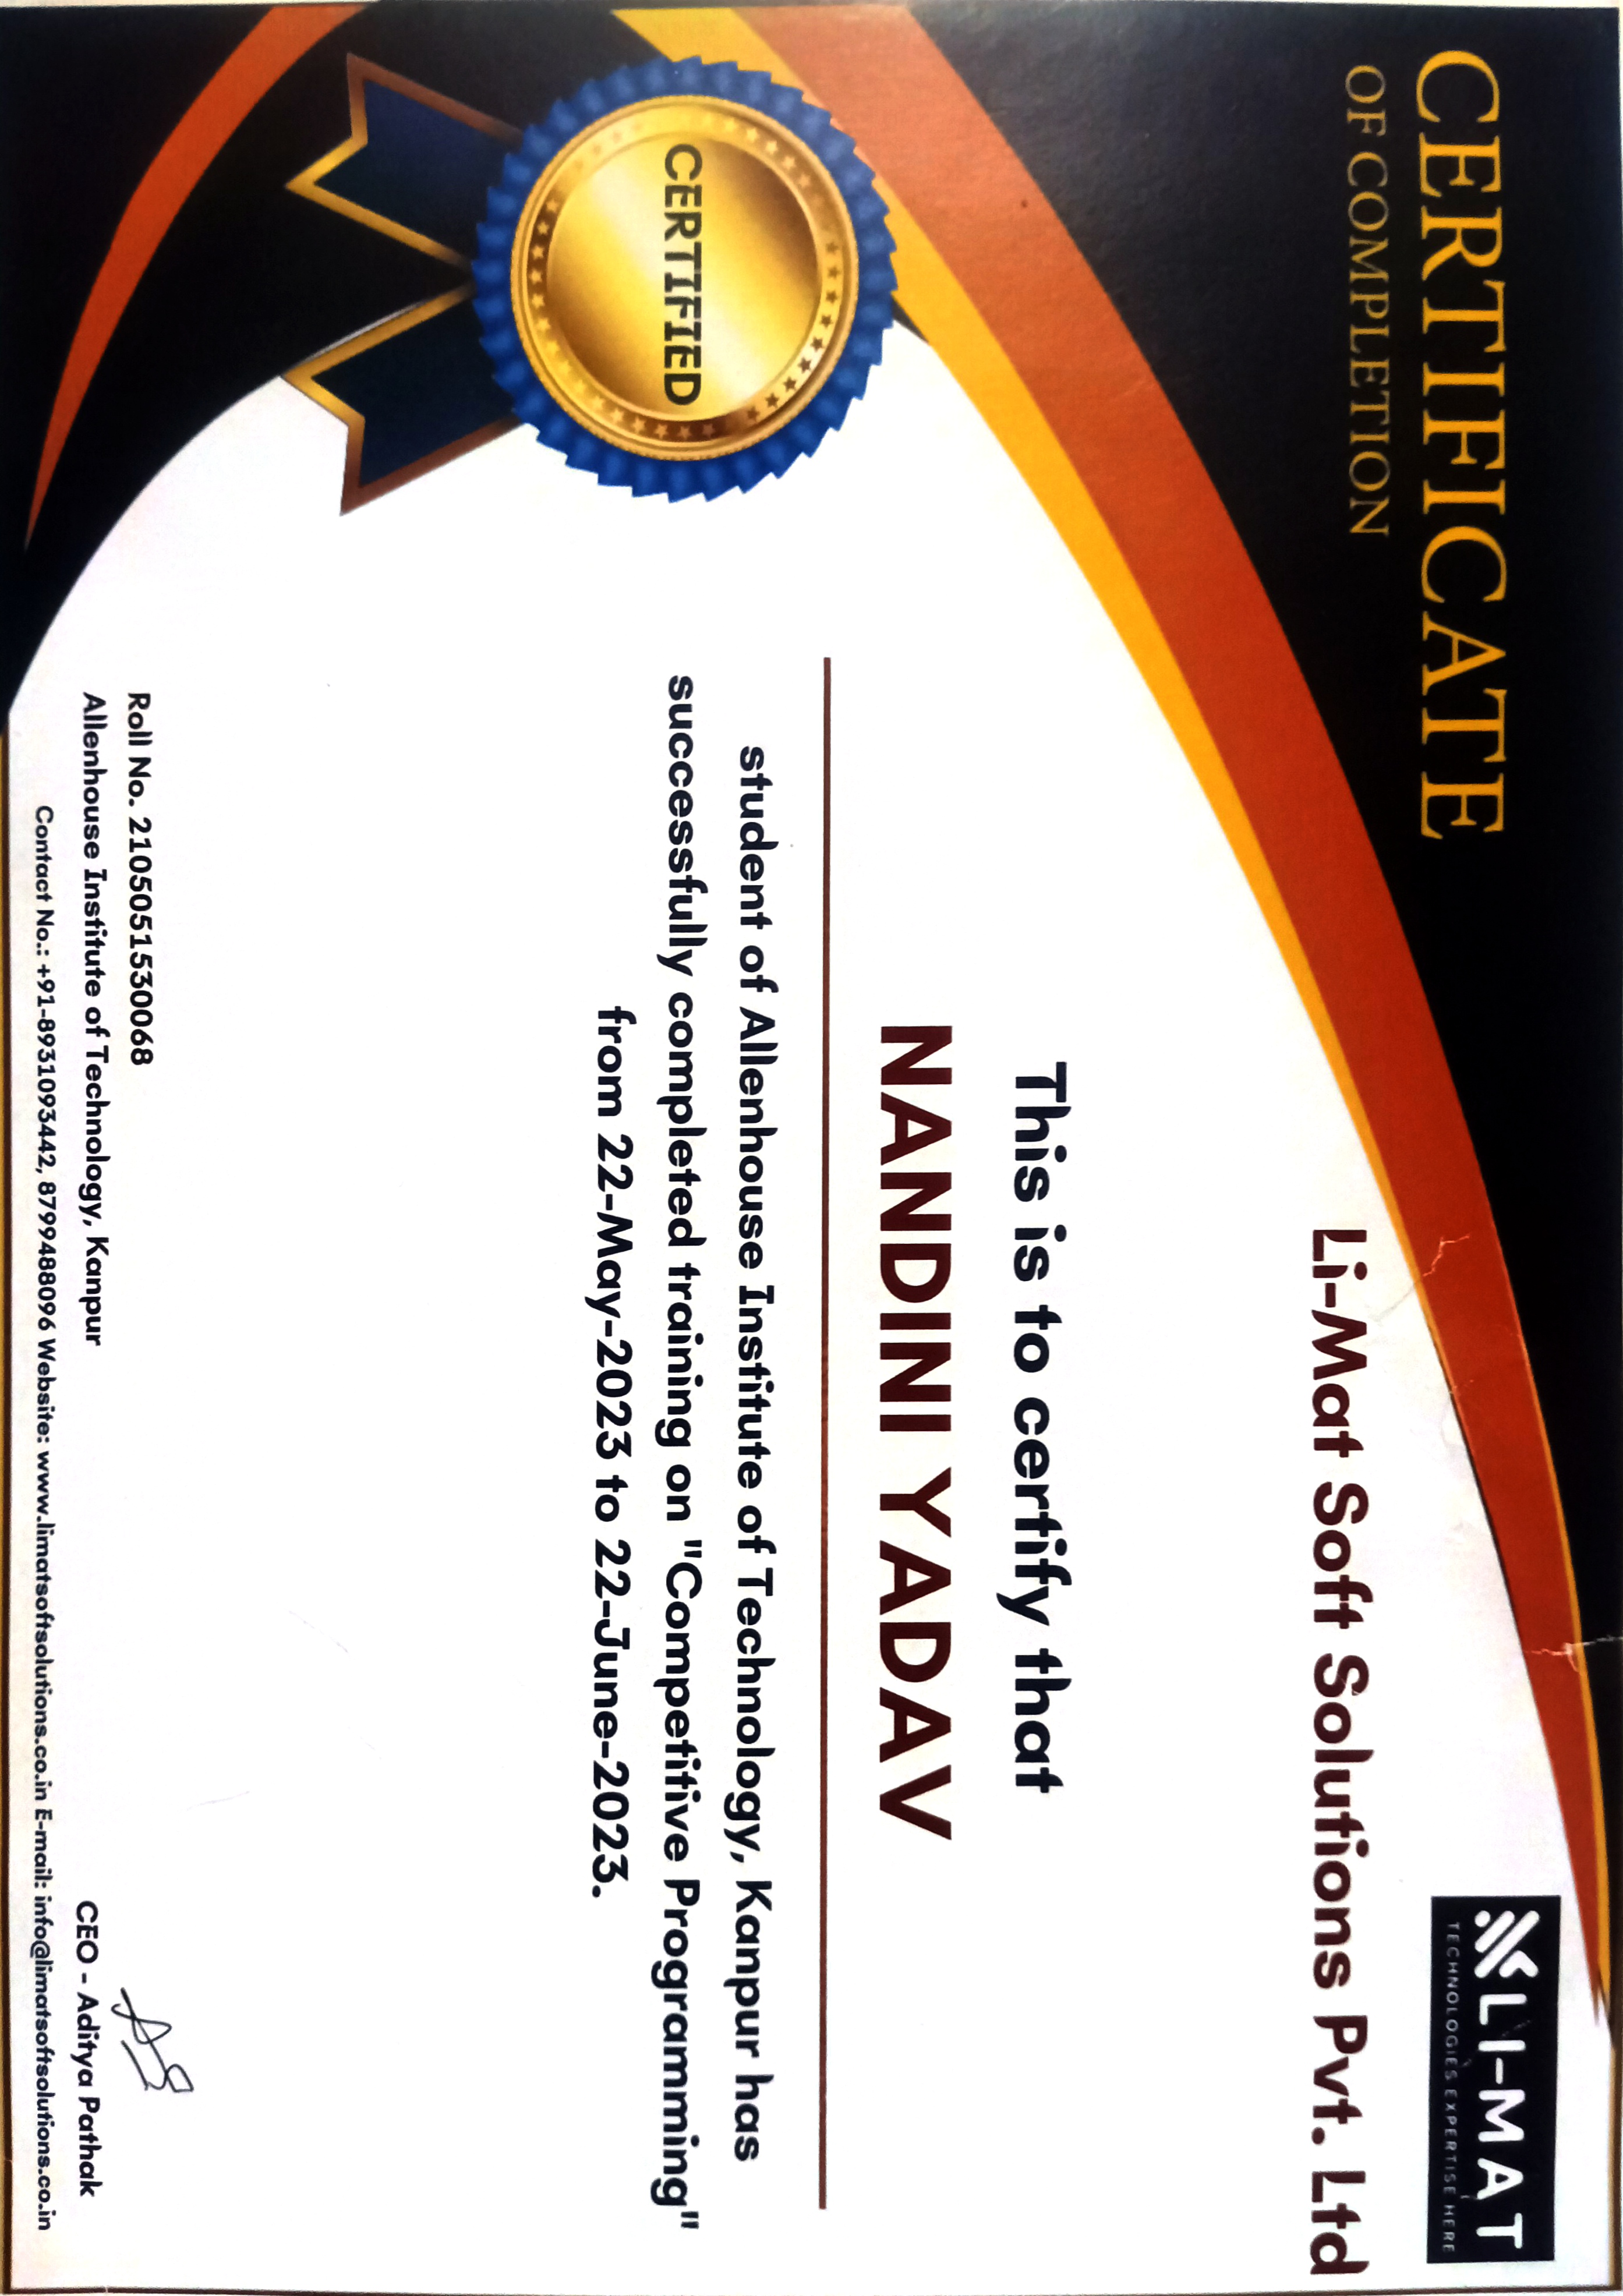 CERTIFICATE
OF COMPLETION
LI-MAT
TECHNOLOGIES EXPERTISE HERE
Li-Mat Soft Solutions Pvt. Ltd
This is to certify that
NANDINI YADAV
CERTIFIED
student of Allenhouse Institute of Technology, Kanpur has
successfully completed training on "Competitive Programming"
from 22-May-2023 to 22-June-2023.
Roll No. 2105051530068
Allenhouse Institute of Technology, Kanpur
CEO - Aditya Pathak
Contact No.: +91-8931093442, 8799488096 Website: www.limatsoftsolutions.co.in E-mail: info@limatsoftsolutions.co.in